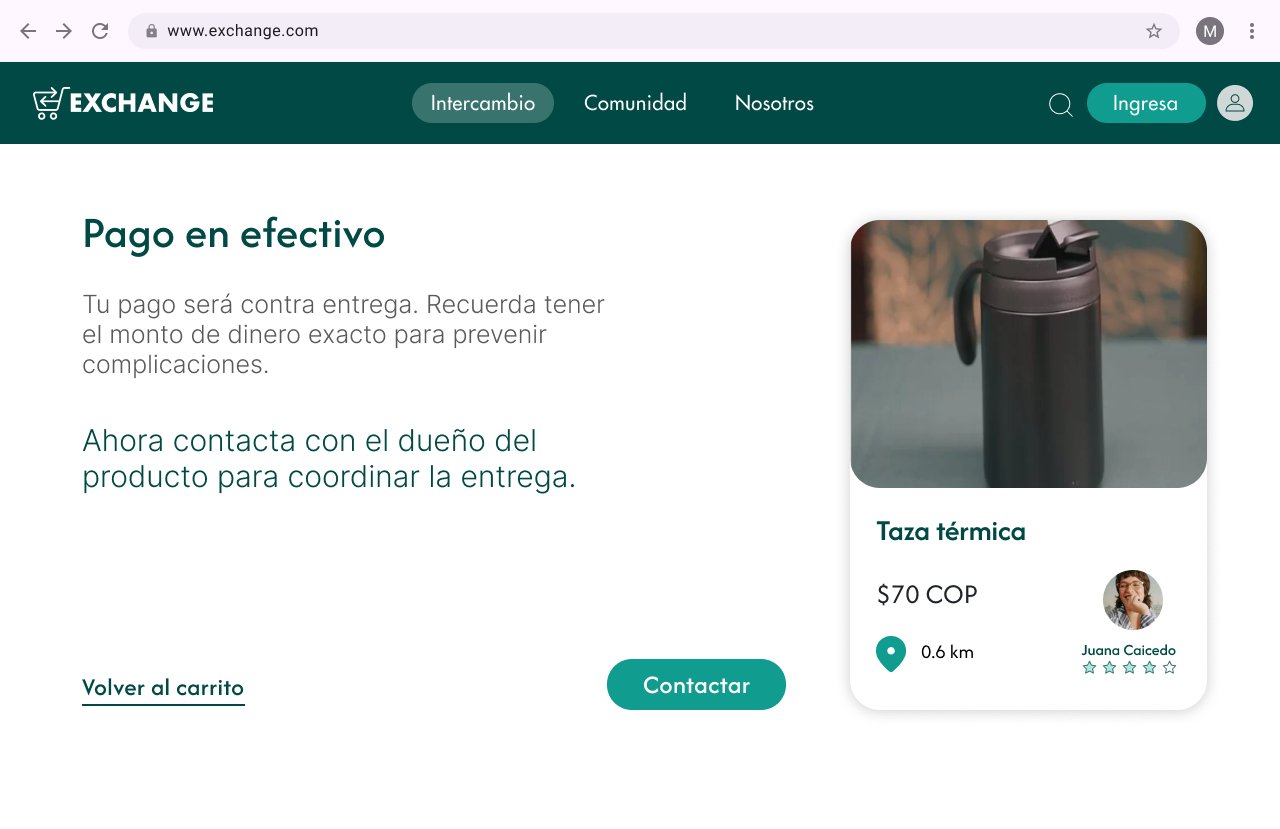 www.exchange.com
M
EXCHANGE
Intercambio
Comunidad
Nosotros
Ingresa
Pago en efectivo
Tu pago será contra entrega. Recuerda tener
el monto de dinero exacto para prevenir
complicaciones.
Ahora contacta con el dueño del
producto para coordinar la entrega.
Volver al carrito
Contactar
Taza térmica
$70 COP
0.6 km
Juana Caicedo